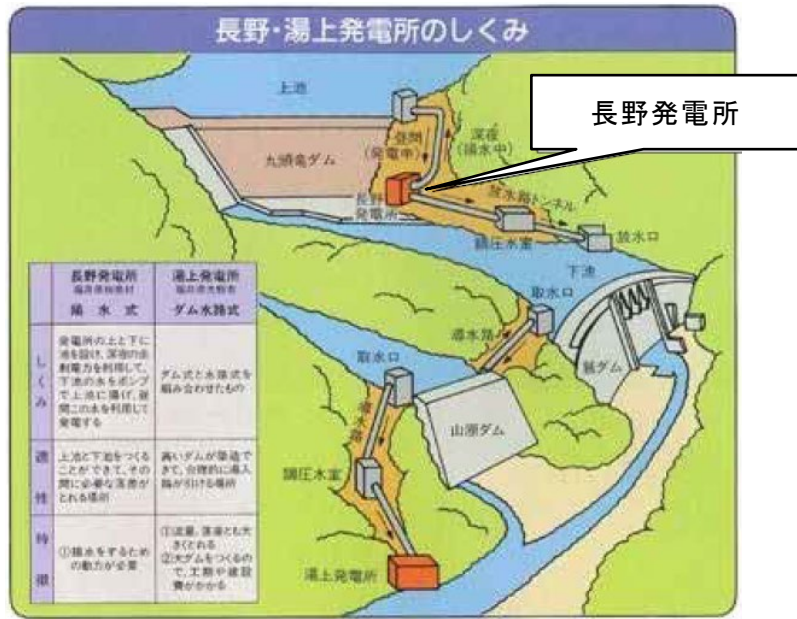 長野・湯上発電所のしくみ
上池
長野発電所
九頭竜ダム
昼間
(発電中)
深夜
(揚水中)
長野
発電所
放水路トンネル
調圧水室
放水口
下池
取水口
導水路
鷲ダム
取水口
山原ダム
導水路
調圧水室
湯上発電所
長野発電所
湯上発電所
揚水式
ダム水路式
しくみ
発電所の上と下に
池を設け、深夜の余
剰電力を利用して、
下池の水をポンプ
で上池に揚げ、昼
間この水を利用して
発電する
ダム式と水路式を
組み合わせたもの
適性
上池と下池をつくる
ことができて、その
間に必要な落差が
とれる場所
高いダムが築造で
きて、合理的に導入
路が引ける場所
特徴
①揚水をするため
の動力が必要
①流量、落差とも大
きくとれる
②大ダムをつくるの
で、工期や建設
費がかかる